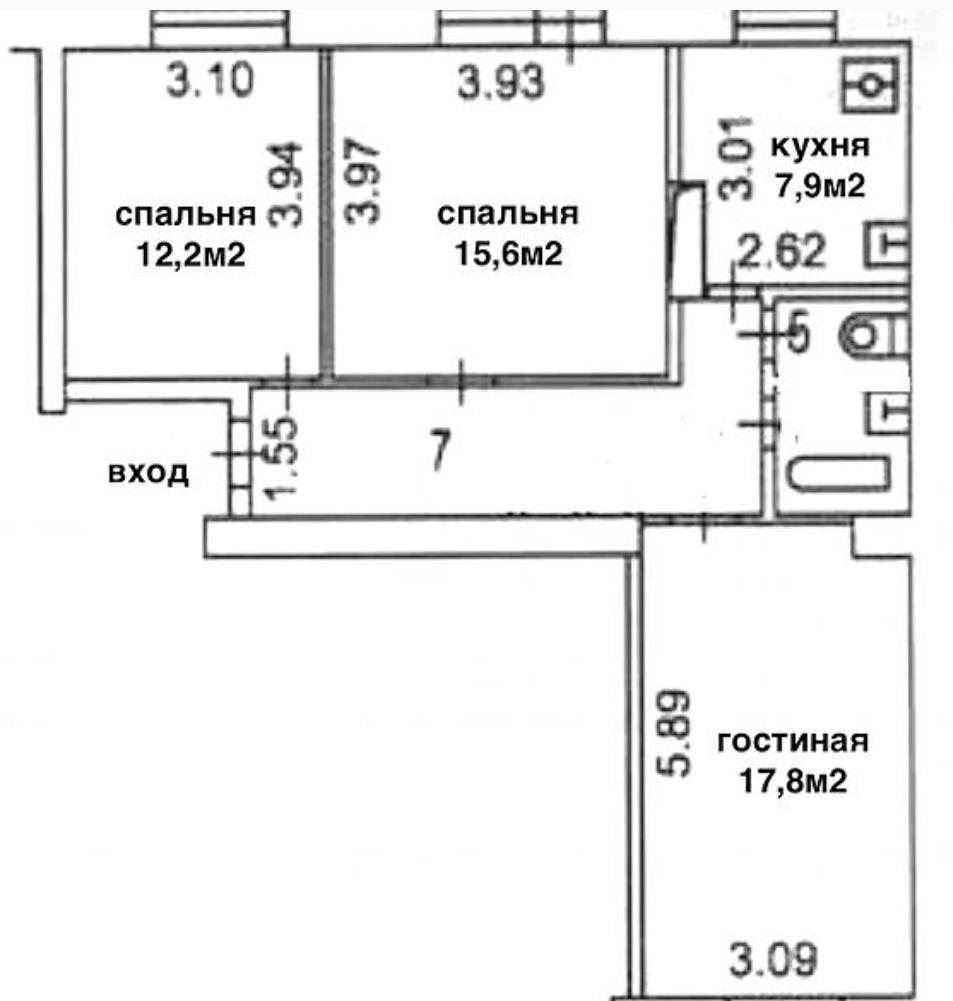 3.10
3.93
3.94
3.97
3.01
кухня
7,9м2
спальня
12,2м2
спальня
15,6м2
2.62
5
1.55
7
вход
5.89
гостиная
17,8м2
3.09